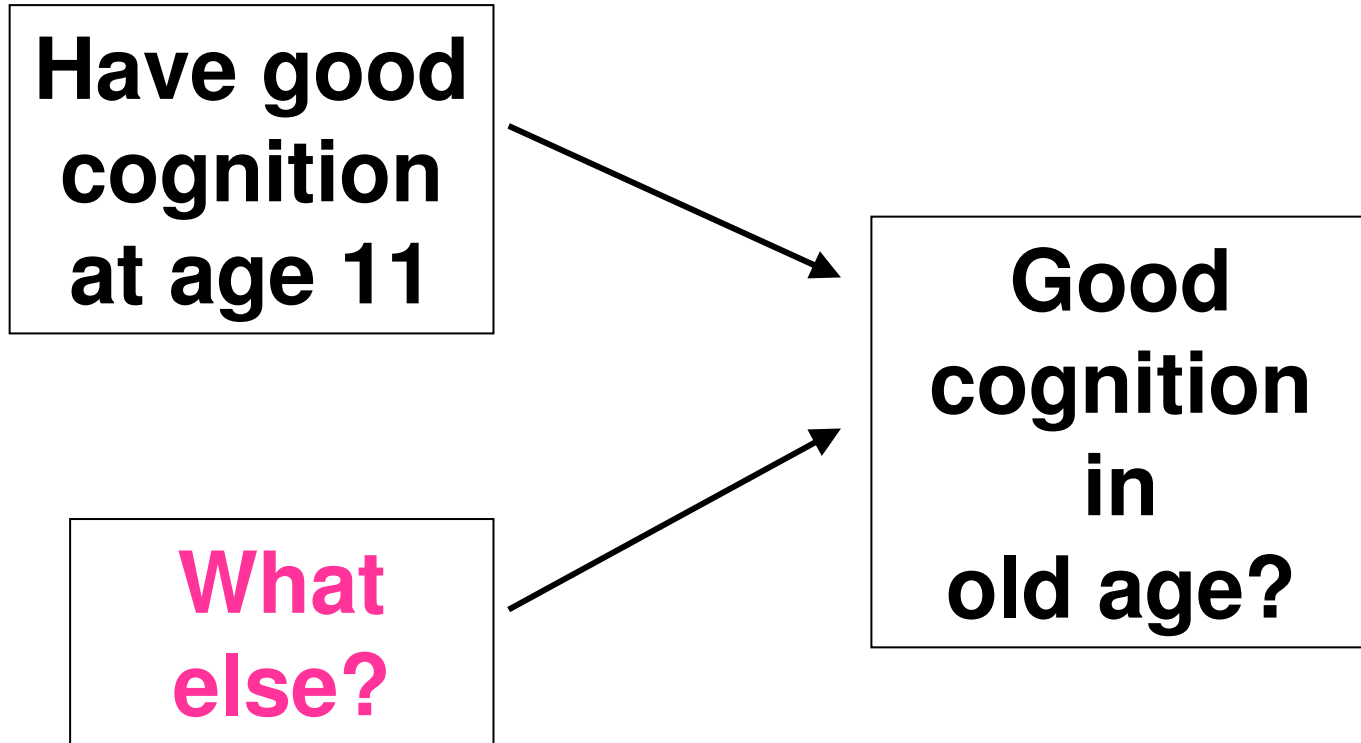 Have good
cognition
at age 11
Good
cognition
in
old age?
What
else?